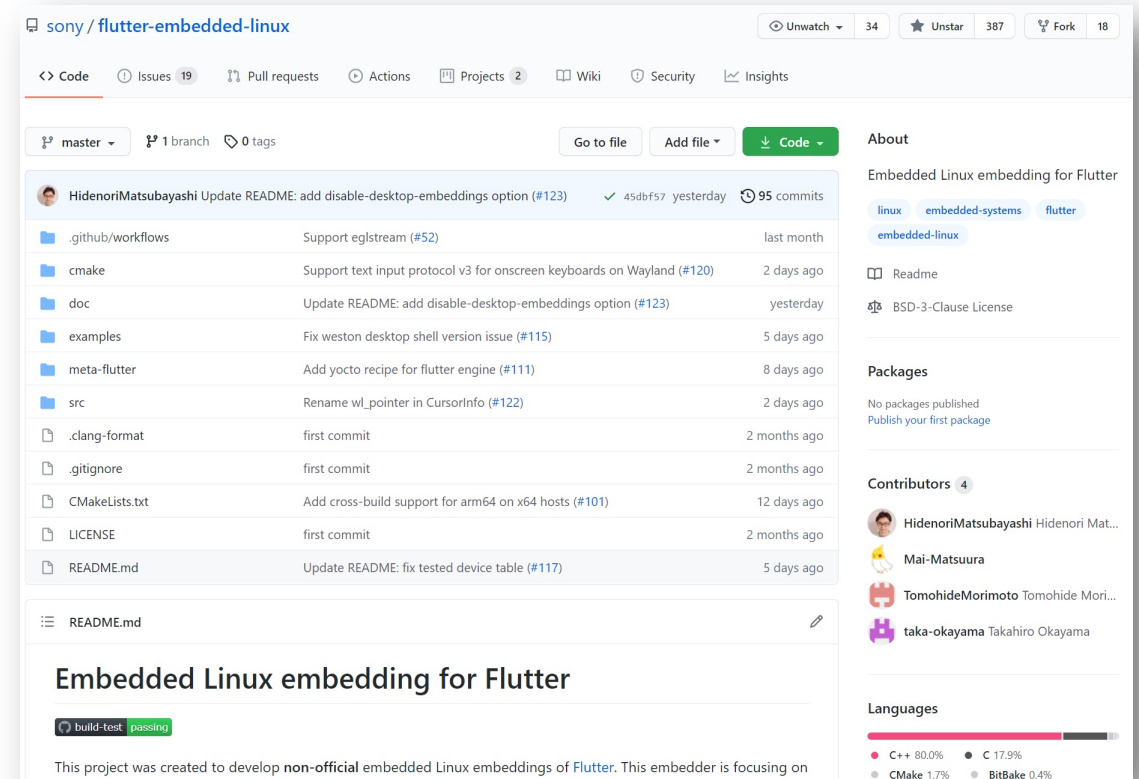 sony / flutter-embedded-linux
Unwatch 34 Unstar 387 Fork 18
<> Code Issues 19 Pull requests Actions Projects 2 Wiki Security Insights
master 1 branch 0 tags Go to file Add file Code
HidenoriMatsubayashi Update README: add disable-desktop-embeddings option (#123) 45dbf57 yesterday 95 commits
.github/workflows Support eglstream (#52) last month
cmake Support text input protocol v3 for onscreen keyboards on Wayland (#120) 2 days ago
doc Update README: add disable-desktop-embeddings option (#123) yesterday
examples Fix weston desktop shell version issue (#115) 5 days ago
meta-flutter Add yocto recipe for flutter engine (#111) 8 days ago
src Rename wl_pointer in CursorInfo (#122) 2 days ago
.clang-format first commit 2 months ago
.gitignore first commit 2 months ago
CMakeLists.txt Add cross-build support for arm64 on x64 hosts (#101) 12 days ago
LICENSE first commit 2 months ago
README.md Update README: fix tested device table (#117) 5 days ago
README.md
Embedded Linux embedding for Flutter
build-test passing
This project was created to develop non-official embedded Linux embeddings of Flutter. This embedder is focusing on
About
Embedded Linux embedding for Flutter
linux embedded-systems flutter
embedded-linux
Readme
BSD-3-Clause License
Packages
No packages published
Publish your first package
Contributors 4
HidenoriMatsubayashi Hidenori Mat...
Mai-Matsuura
TomohideMorimoto Tomohide Mori...
taka-okayama Takahiro Okayama
Languages
C++ 80.0% C 17.9%
CMake 1.7% BitBake 0.4%